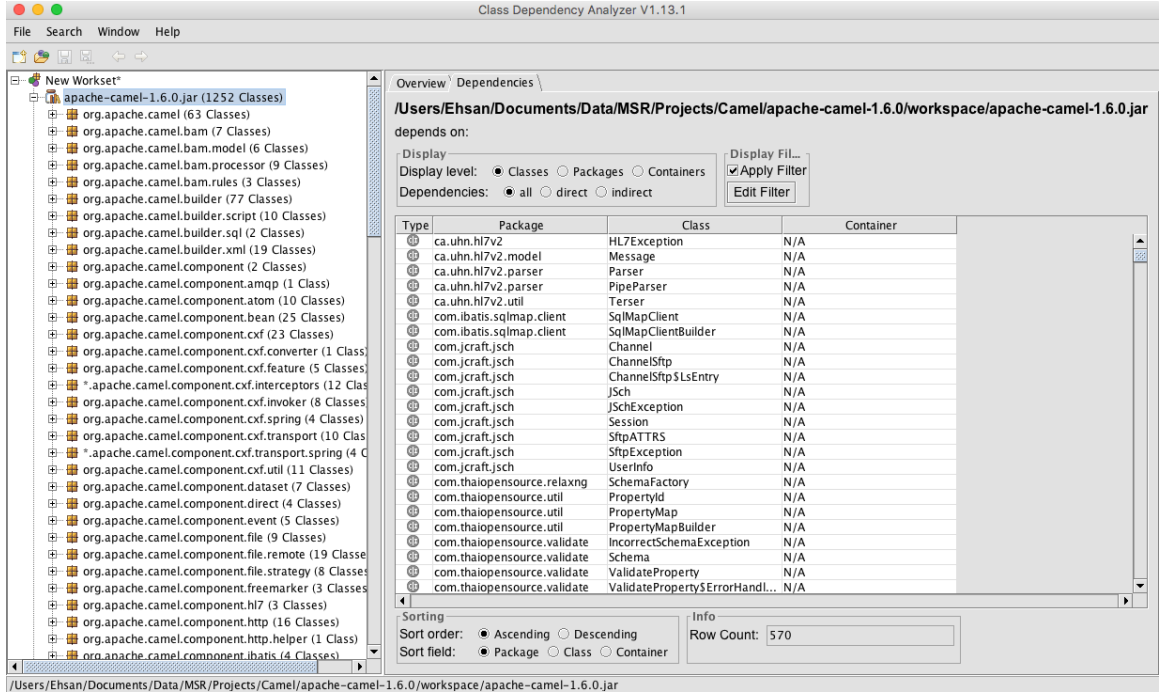 Class Dependency Analyzer V1.13.1
File Search Window Help
New Workset*
apache-camel-1.6.0.jar (1252 Classes)
org.apache.camel (63 Classes)
org.apache.camel.bam (7 Classes)
org.apache.camel.bam.model (6 Classes)
org.apache.camel.bam.processor (9 Classes)
org.apache.camel.bam.rules (3 Classes)
org.apache.camel.builder (77 Classes)
org.apache.camel.builder.script (10 Classes)
org.apache.camel.builder.sql (2 Classes)
org.apache.camel.builder.xml (19 Classes)
org.apache.camel.component (2 Classes)
org.apache.camel.component.amqp (1 Class)
org.apache.camel.component.atom (10 Classes)
org.apache.camel.component.bean (25 Classes)
org.apache.camel.component.cxf (23 Classes)
org.apache.camel.component.cxf.converter (1 Class)
org.apache.camel.component.cxf.feature (5 Classes)
*.apache.camel.component.cxf.interceptors (12 Clas
org.apache.camel.component.cxf.invoker (8 Classes
org.apache.camel.component.cxf.spring (4 Classes)
org.apache.camel.component.cxf.transport (10 Clas
*.apache.camel.component.cxf.transport.spring (4 C
org.apache.camel.component.cxf.util (11 Classes)
org.apache.camel.component.dataset (7 Classes)
org.apache.camel.component.direct (4 Classes)
org.apache.camel.component.event (5 Classes)
org.apache.camel.component.file (9 Classes)
org.apache.camel.component.file.remote (19 Classe
org.apache.camel.component.file.strategy (8 Classes
org.apache.camel.component.freemarker (3 Classes
org.apache.camel.component.hl7 (3 Classes)
org.apache.camel.component.http (16 Classes)
org.apache.camel.component.http.helper (1 Class)
org.apache.camel.component.ibatis (4 Classes)
Overview Dependencies
/Users/Ehsan/Documents/Data/MSR/Projects/Camel/apache-camel-1.6.0/workspace/apache-camel-1.6.0.jar
depends on:
Display Display Fil...
Display level: Classes Packages Containers Apply Filter
Dependencies: all direct indirect Edit Filter
Type Package Class Container
ca.uhn.hl7v2 HL7Exception N/A
ca.uhn.hl7v2.model Message N/A
ca.uhn.hl7v2.parser Parser N/A
ca.uhn.hl7v2.parser PipeParser N/A
ca.uhn.hl7v2.util Terser N/A
com.ibatis.sqlmap.client SqlMapClient N/A
com.ibatis.sqlmap.client SqlMapClientBuilder N/A
com.jcraft.jsch Channel N/A
com.jcraft.jsch ChannelSftp N/A
com.jcraft.jsch ChannelSftp$LsEntry N/A
com.jcraft.jsch JSch N/A
com.jcraft.jsch JSchException N/A
com.jcraft.jsch Session N/A
com.jcraft.jsch SftpATTRS N/A
com.jcraft.jsch SftpException N/A
com.jcraft.jsch UserInfo N/A
com.thaiopensource.relaxng SchemaFactory N/A
com.thaiopensource.util PropertyId N/A
com.thaiopensource.util PropertyMap N/A
com.thaiopensource.util PropertyMapBuilder N/A
com.thaiopensource.validate IncorrectSchemaException N/A
com.thaiopensource.validate Schema N/A
com.thaiopensource.validate ValidateProperty N/A
com.thaiopensource.validate ValidateProperty$ErrorHandl... N/A
Sorting Info
Sort order: Ascending Descending Row Count: 570
Sort field: Package Class Container
/Users/Ehsan/Documents/Data/MSR/Projects/Camel/apache-camel-1.6.0/workspace/apache-camel-1.6.0.jar